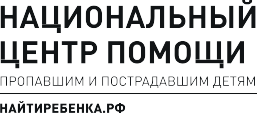 НАЦИОНАЛЬНЫЙ
ЦЕНТР ПОМОЩИ
ПРОПАВШИМ И ПОСТРАДАВШИМ ДЕТЯМ
НАЙТИРЕБЕНКА.РФ